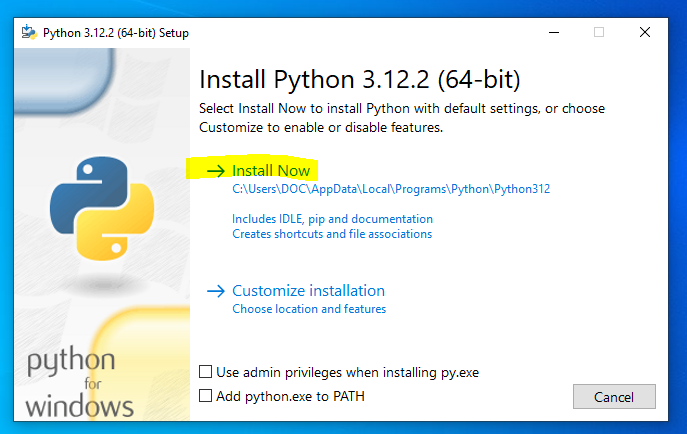 Python 3.12.2 (64-bit) Setup
Install Python 3.12.2 (64-bit)
Select Install Now to install Python with default settings, or choose
Customize to enable or disable features.
Install Now
C:\Users\DOC\AppData\Local\Programs\Python\Python312
Includes IDLE, pip and documentation
Creates shortcuts and file associations
Customize installation
Choose location and features
python
for
windows
Use admin privileges when installing py.exe
Add python.exe to PATH
Cancel